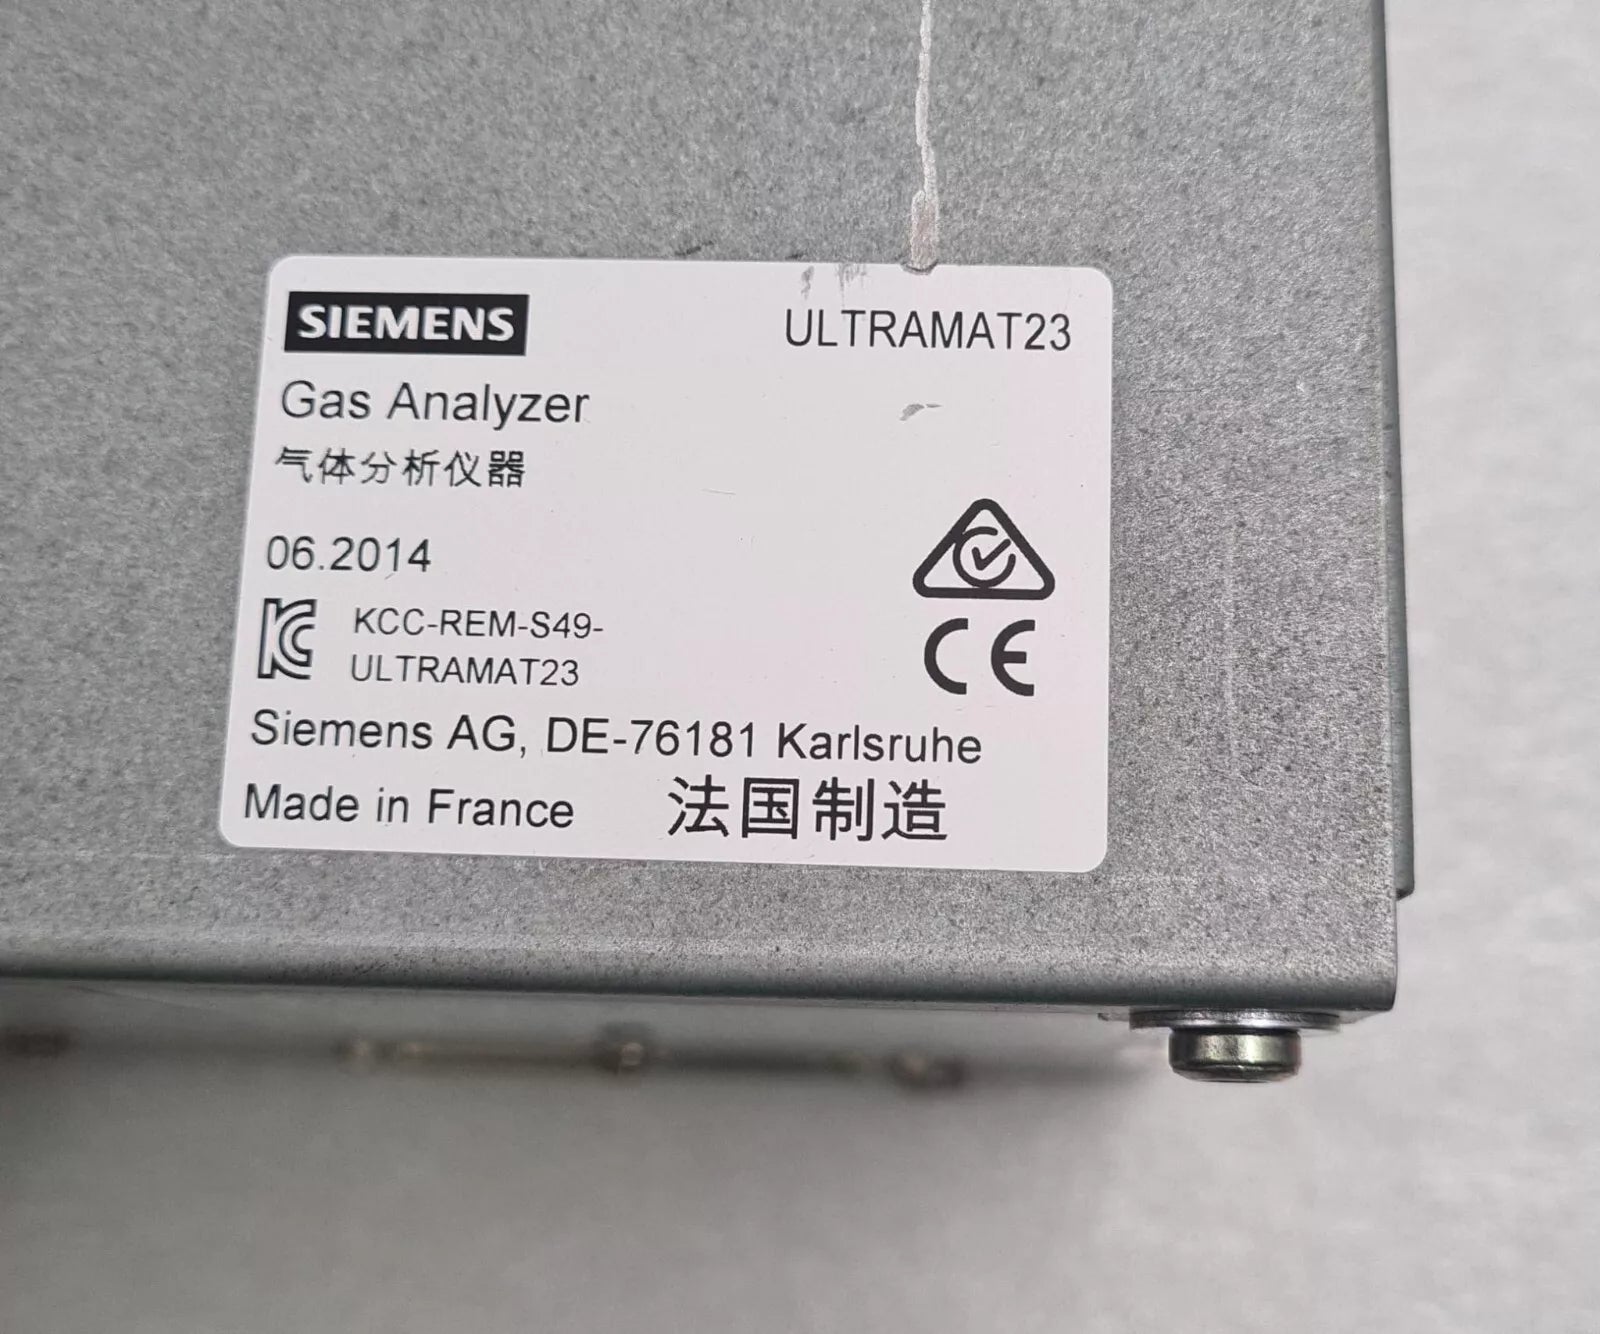 SIEMENS ULTRAMAT23
Gas Analyzer
气体分析仪器
06.2014
KCC-REM-S49-
ULTRAMAT23
CE
Siemens AG, DE-76181 Karlsruhe
Made in France 法国制造